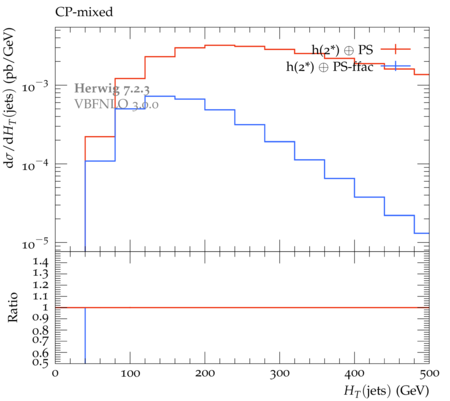 CP-mixed
h(2*) ⊕ PS
h(2*) ⊕ PS-ffac
Herwig 7.2.3
VBFNLO 3.0.0
dσ/dH_T(jets) (pb/GeV)
10⁻³
10⁻⁴
10⁻⁵
Ratio
1.4
1.3
1.2
1.1
1
0.9
0.8
0.7
0.6
0.5
0 100 200 300 400 500
H_T(jets) (GeV)